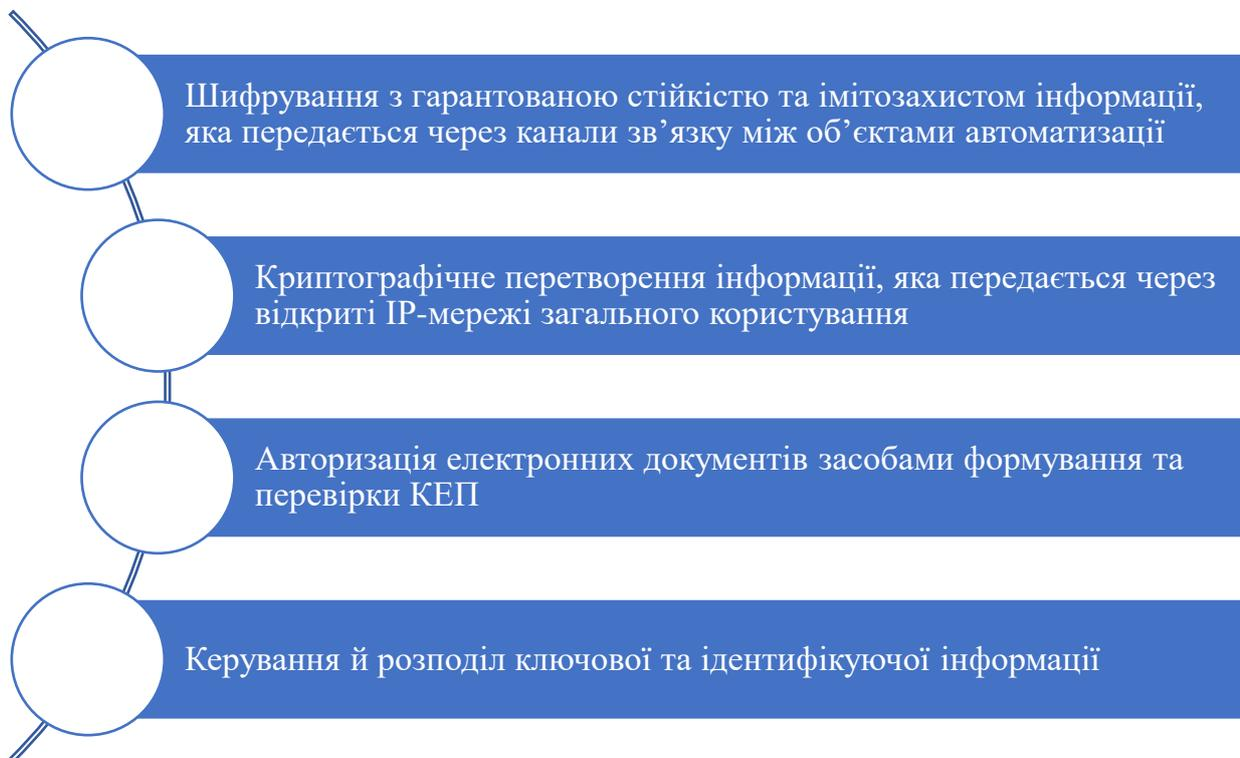 Шифрування з гарантованою стійкістю та імітозахистом інформації,
яка передається через канали зв’язку між об’єктами автоматизації
Криптографічне перетворення інформації, яка передається через
відкриті IP-мережі загального користування
Авторизація електронних документів засобами формування та
перевірки КЕП
Керування й розподіл ключової та ідентифікуючої інформації